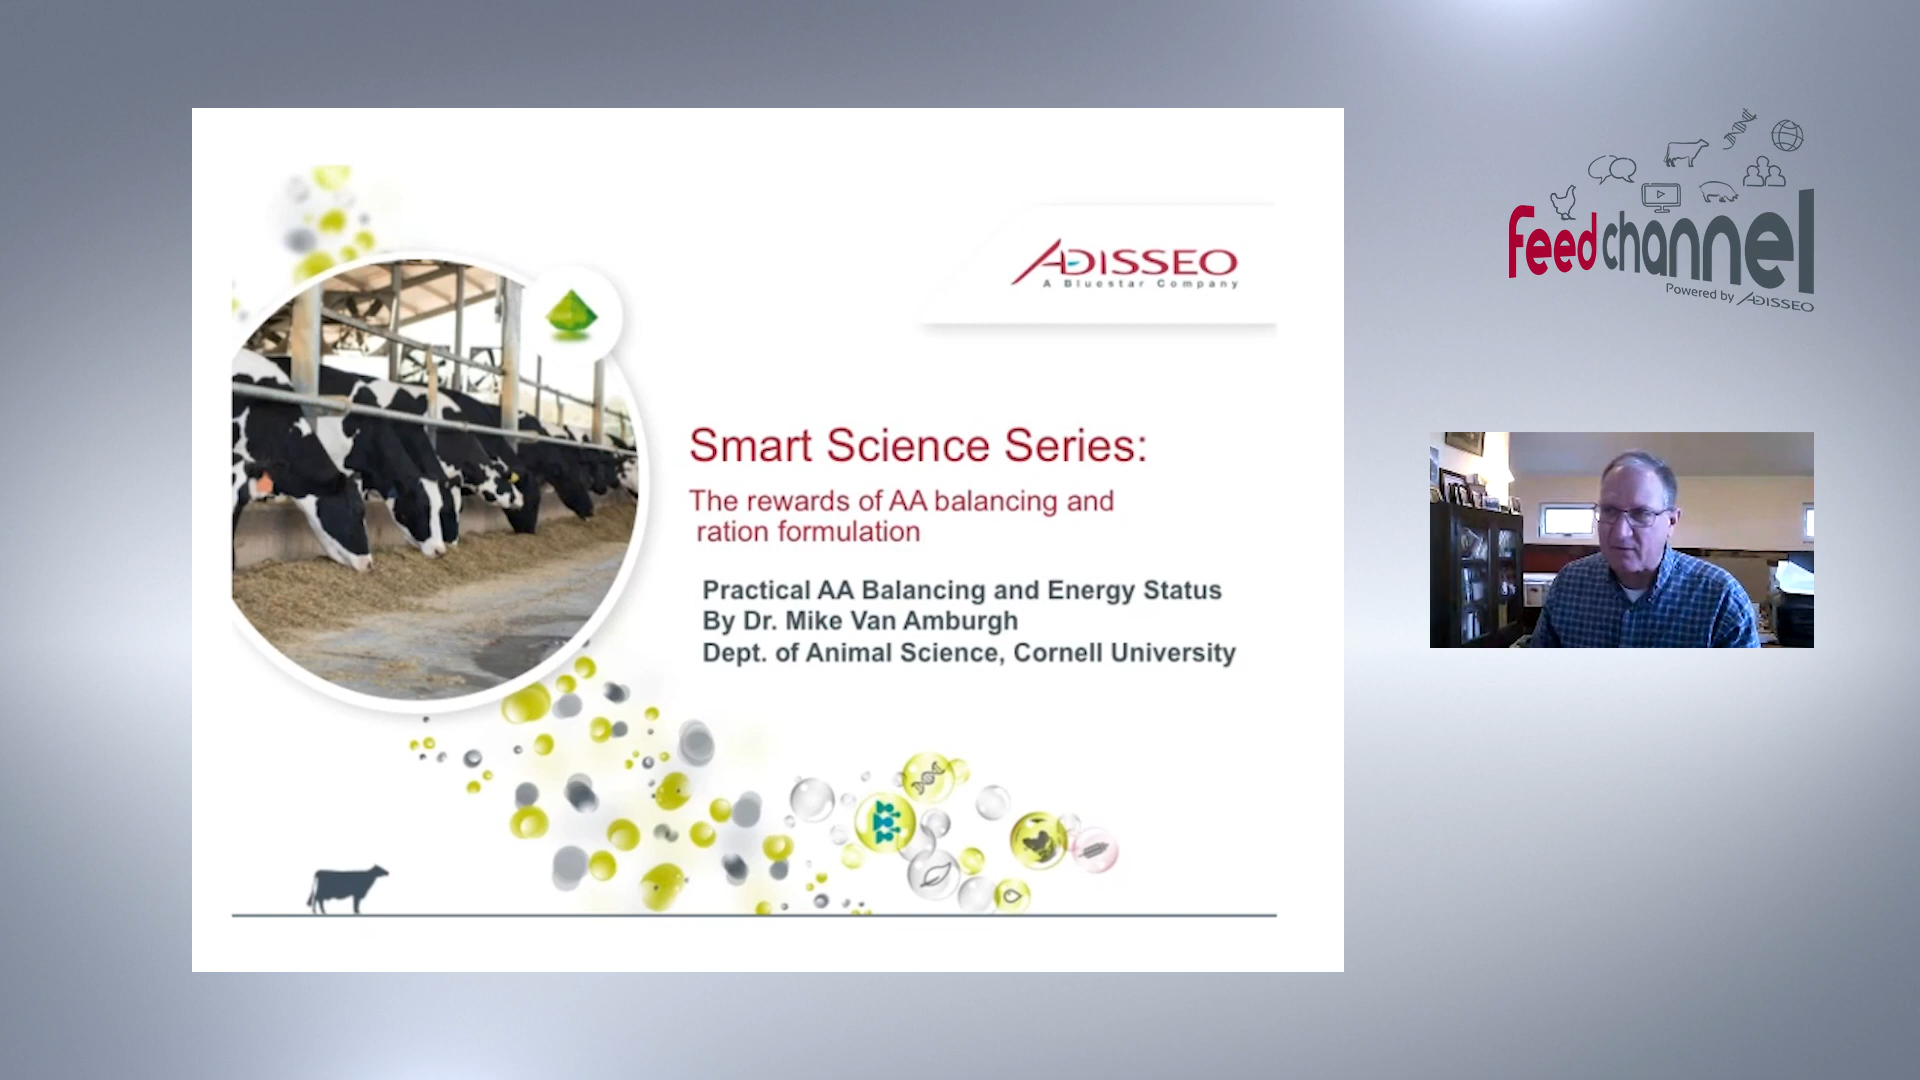 ADISSEO
A Bluestar Company
Smart Science Series:
The rewards of AA balancing and
ration formulation
Practical AA Balancing and Energy Status
By Dr. Mike Van Amburgh
Dept. of Animal Science, Cornell University
feedchannel
Powered by ADISSEO